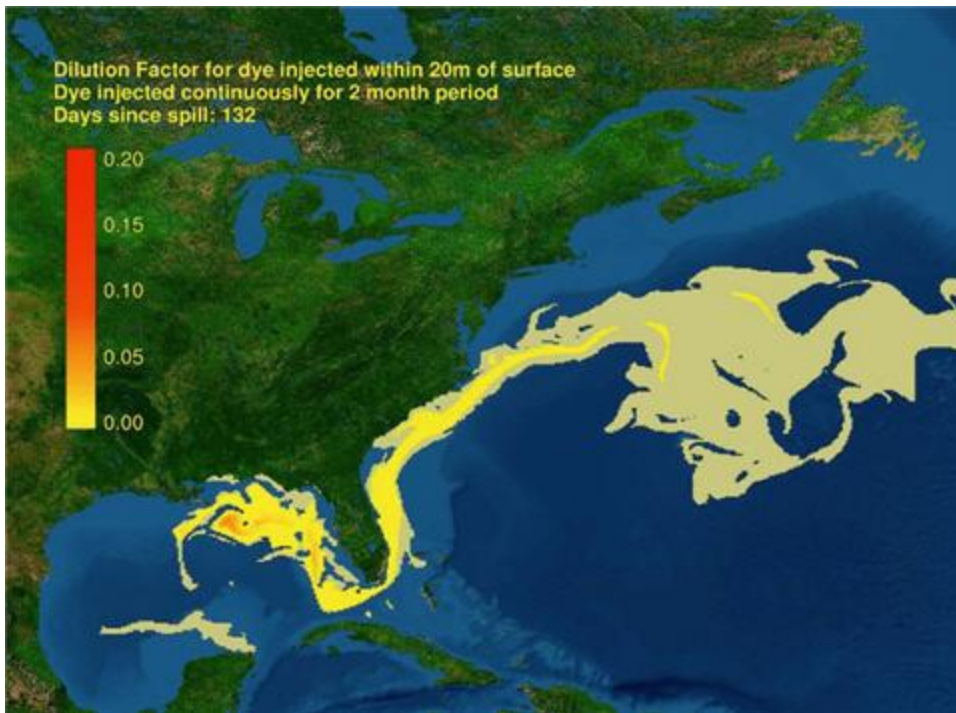 Dilution Factor for dye injected within 20m of surface
Dye injected continuously for 2 month period
Days since spill: 132
0.20
0.15
0.10
0.05
0.00